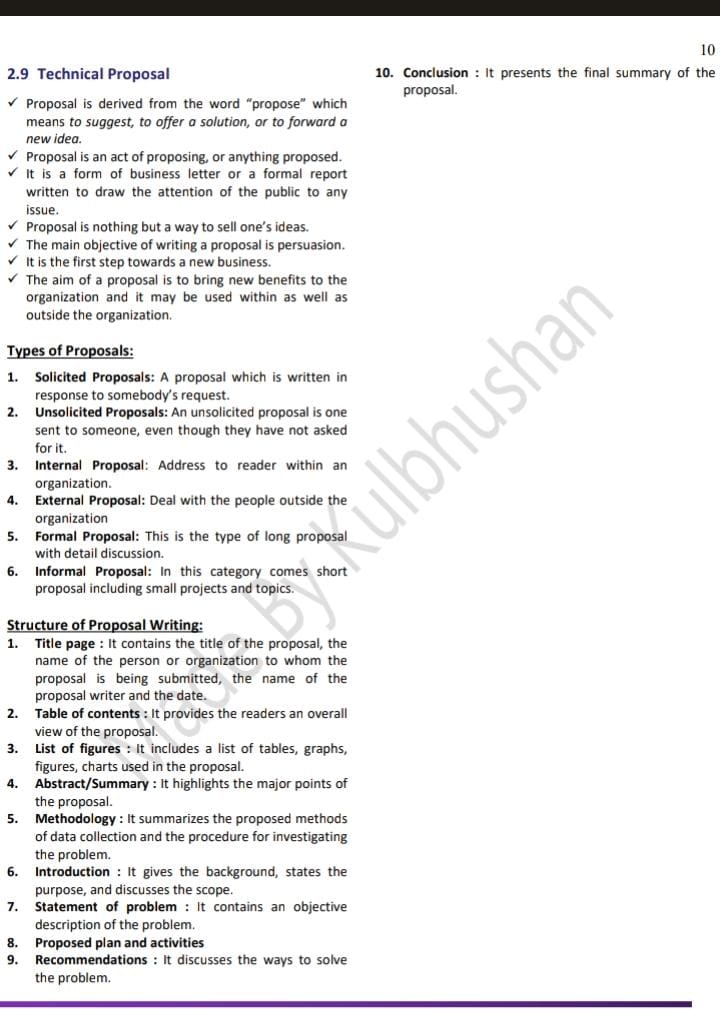 10
2.9 Technical Proposal
✓ Proposal is derived from the word “propose” which
means to suggest, to offer a solution, or to forward a
new idea.
✓ Proposal is an act of proposing, or anything proposed.
✓ It is a form of business letter or a formal report
written to draw the attention of the public to any
issue.
✓ Proposal is nothing but a way to sell one’s ideas.
✓ The main objective of writing a proposal is persuasion.
✓ It is the first step towards a new business.
✓ The aim of a proposal is to bring new benefits to the
organization and it may be used within as well as
outside the organization.
Types of Proposals:
1. Solicited Proposals: A proposal which is written in
response to somebody’s request.
2. Unsolicited Proposals: An unsolicited proposal is one
sent to someone, even though they have not asked
for it.
3. Internal Proposal: Address to reader within an
organization.
4. External Proposal: Deal with the people outside the
organization
5. Formal Proposal: This is the type of long proposal
with detail discussion.
6. Informal Proposal: In this category comes short
proposal including small projects and topics.
Structure of Proposal Writing:
1. Title page : It contains the title of the proposal, the
name of the person or organization to whom the
proposal is being submitted, the name of the
proposal writer and the date.
2. Table of contents : It provides the readers an overall
view of the proposal.
3. List of figures : It includes a list of tables, graphs,
figures, charts used in the proposal.
4. Abstract/Summary : It highlights the major points of
the proposal.
5. Methodology : It summarizes the proposed methods
of data collection and the procedure for investigating
the problem.
6. Introduction : It gives the background, states the
purpose, and discusses the scope.
7. Statement of problem : It contains an objective
description of the problem.
8. Proposed plan and activities
9. Recommendations : It discusses the ways to solve
the problem.
10. Conclusion : It presents the final summary of the
proposal.
Made By Kulbhushan